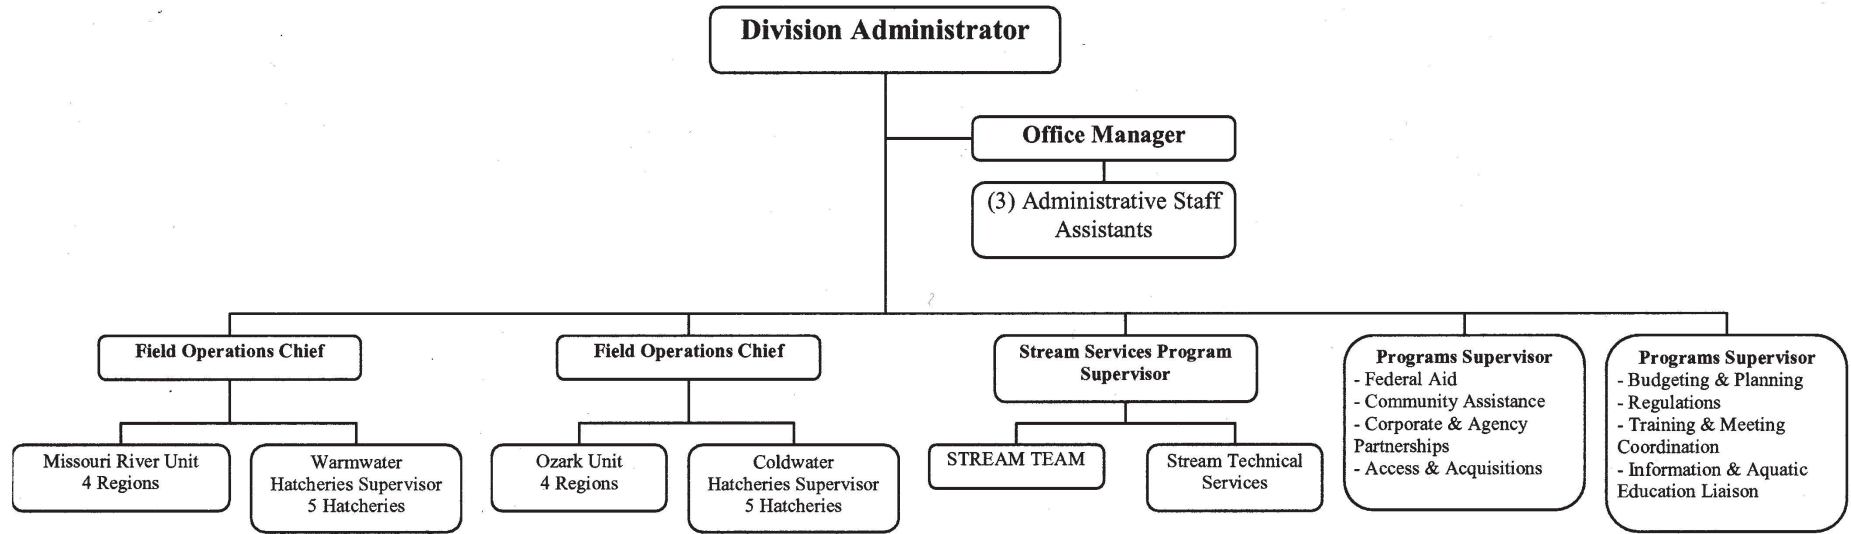 Division Administrator
Office Manager
(3) Administrative Staff
Assistants
Field Operations Chief
Missouri River Unit
4 Regions
Warmwater
Hatcheries Supervisor
5 Hatcheries
Field Operations Chief
Ozark Unit
4 Regions
Coldwater
Hatcheries Supervisor
5 Hatcheries
Stream Services Program
Supervisor
STREAM TEAM
Stream Technical
Services
Programs Supervisor
- Federal Aid
- Community Assistance
- Corporate & Agency
Partnerships
- Access & Acquisitions
Programs Supervisor
- Budgeting & Planning
- Regulations
- Training & Meeting
Coordination
- Information & Aquatic
Education Liaison